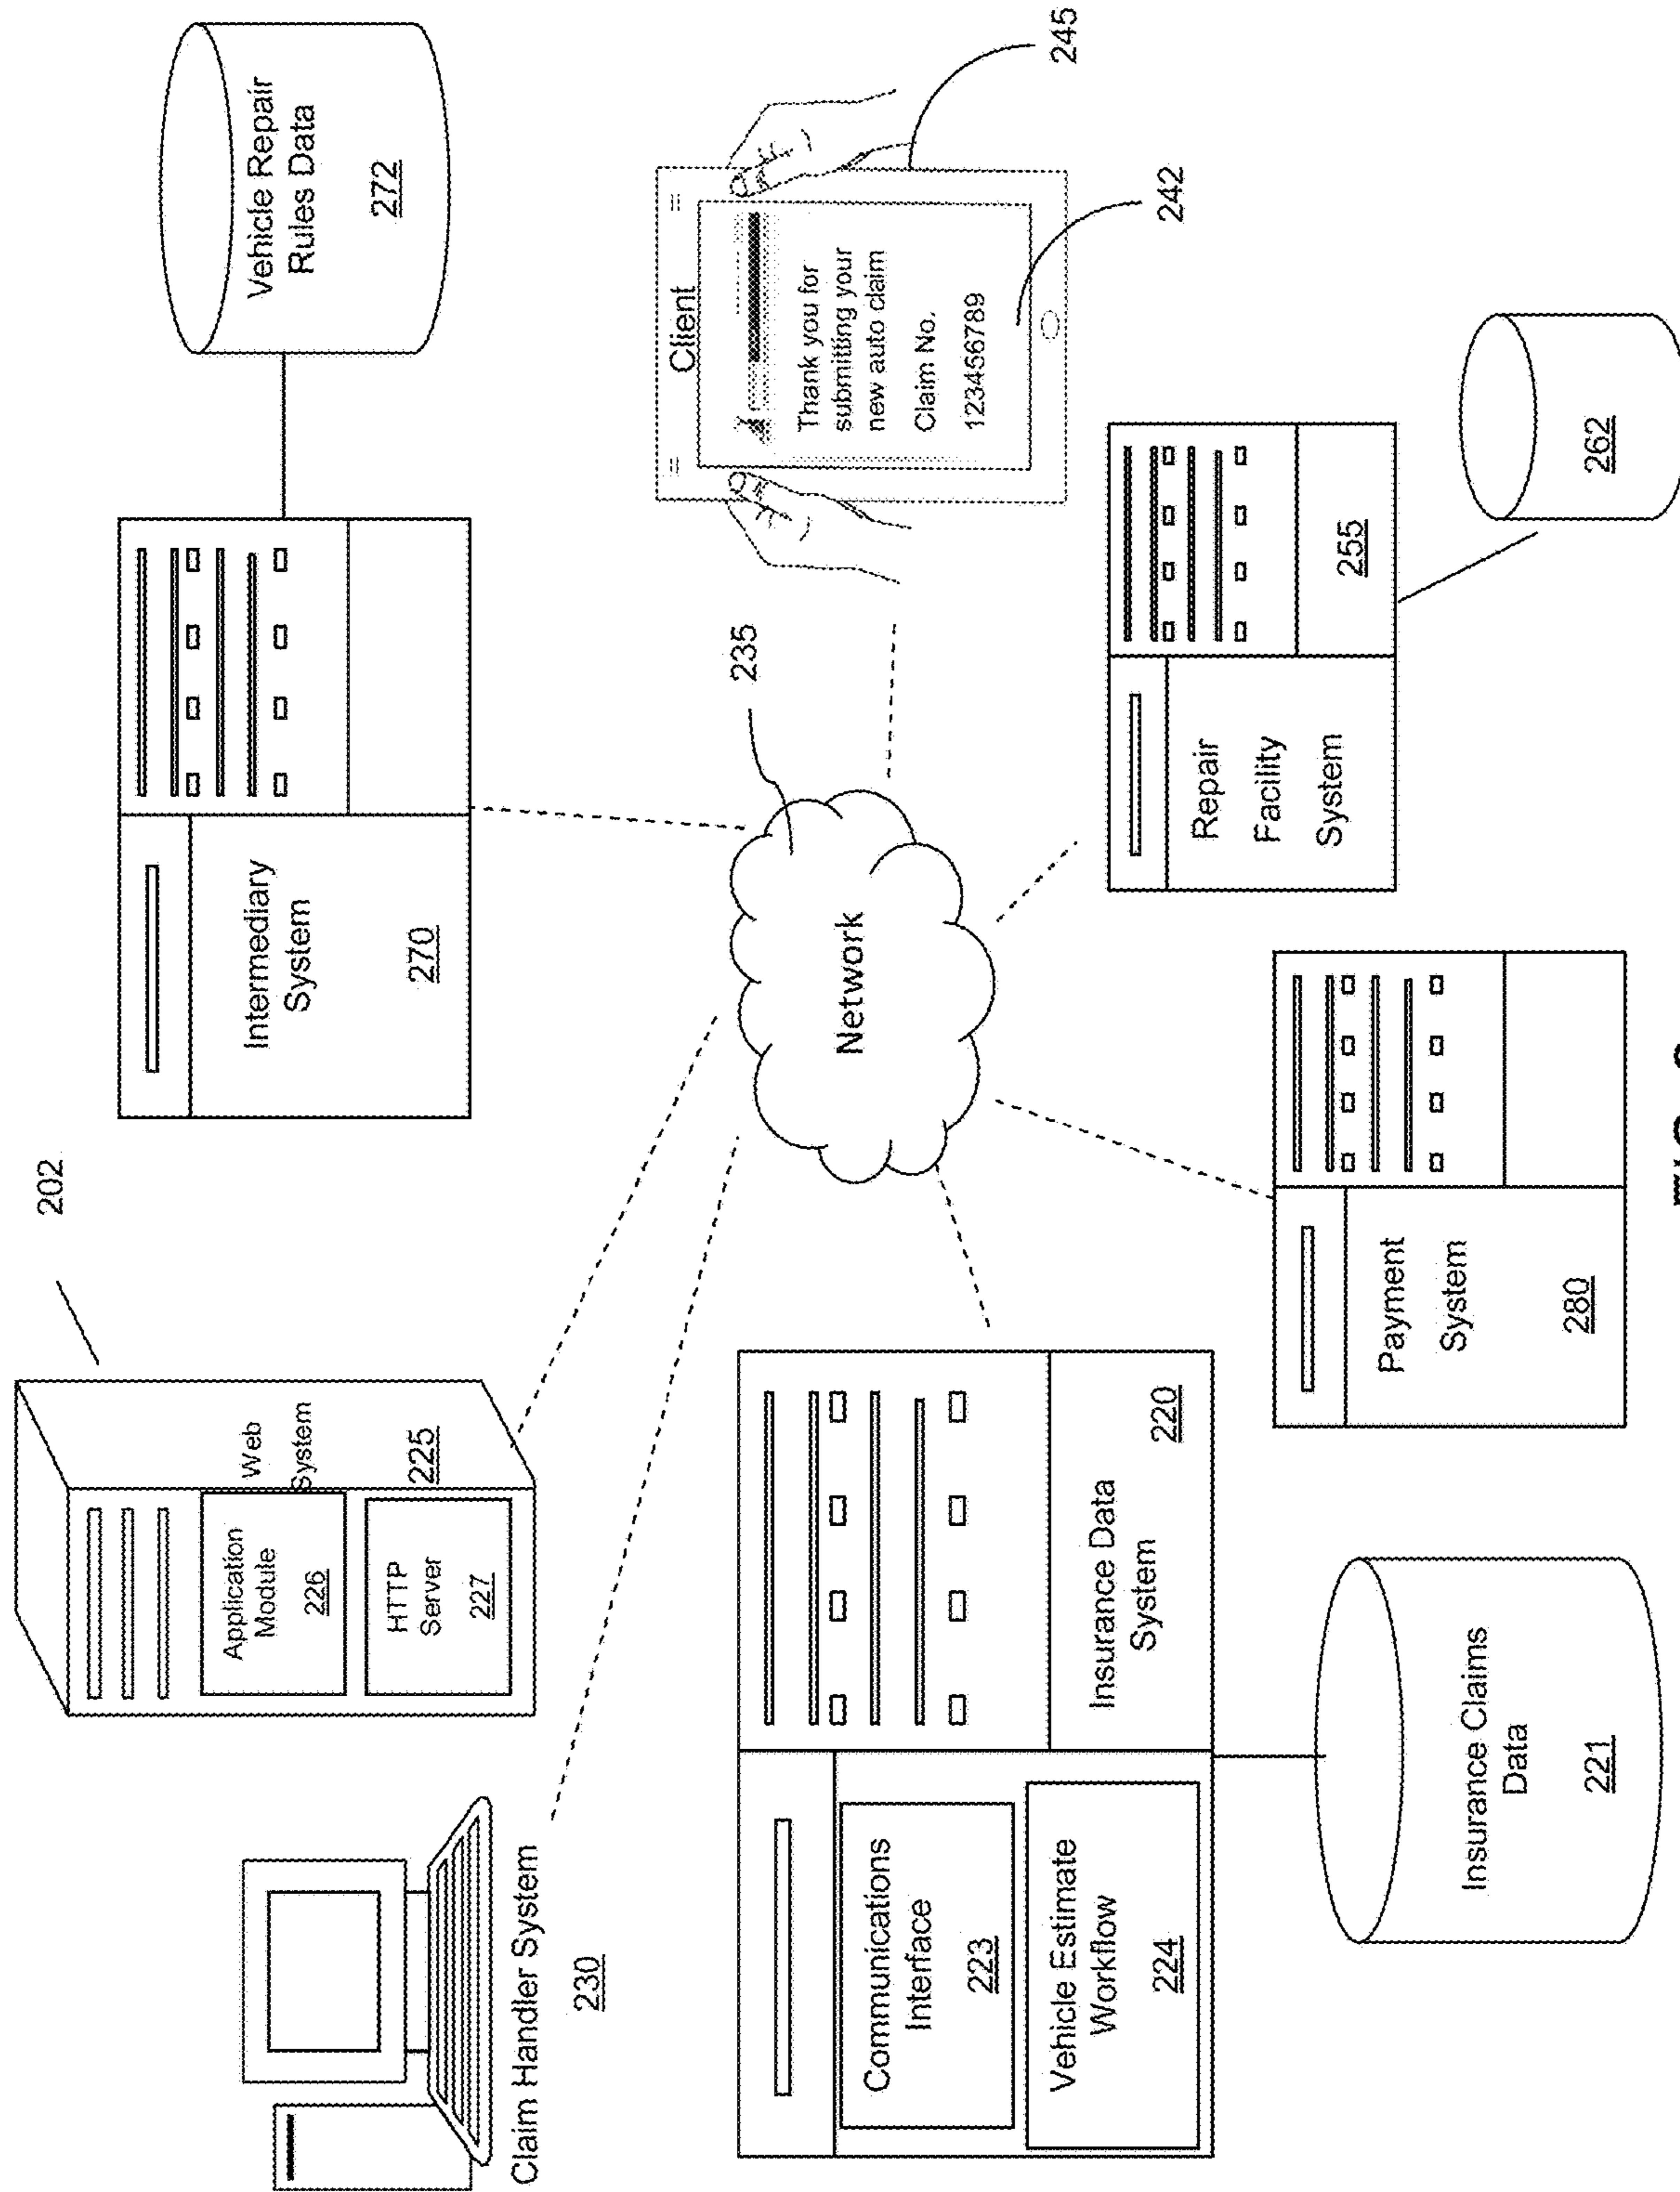 202
Web
System
225
Application
Module
226
HTTP
Server
227
Claim Handler System
230
Intermediary
System
270
Vehicle Repair
Rules Data
272
235
Network
Client
Thank you for
submitting your
new auto claim
Claim No.
123456789
245
242
Communications
Interface
223
Vehicle Estimate
Workflow
224
Insurance Data
System
220
Insurance Claims
Data
221
Payment
System
280
Repair
Facility
System
255
262